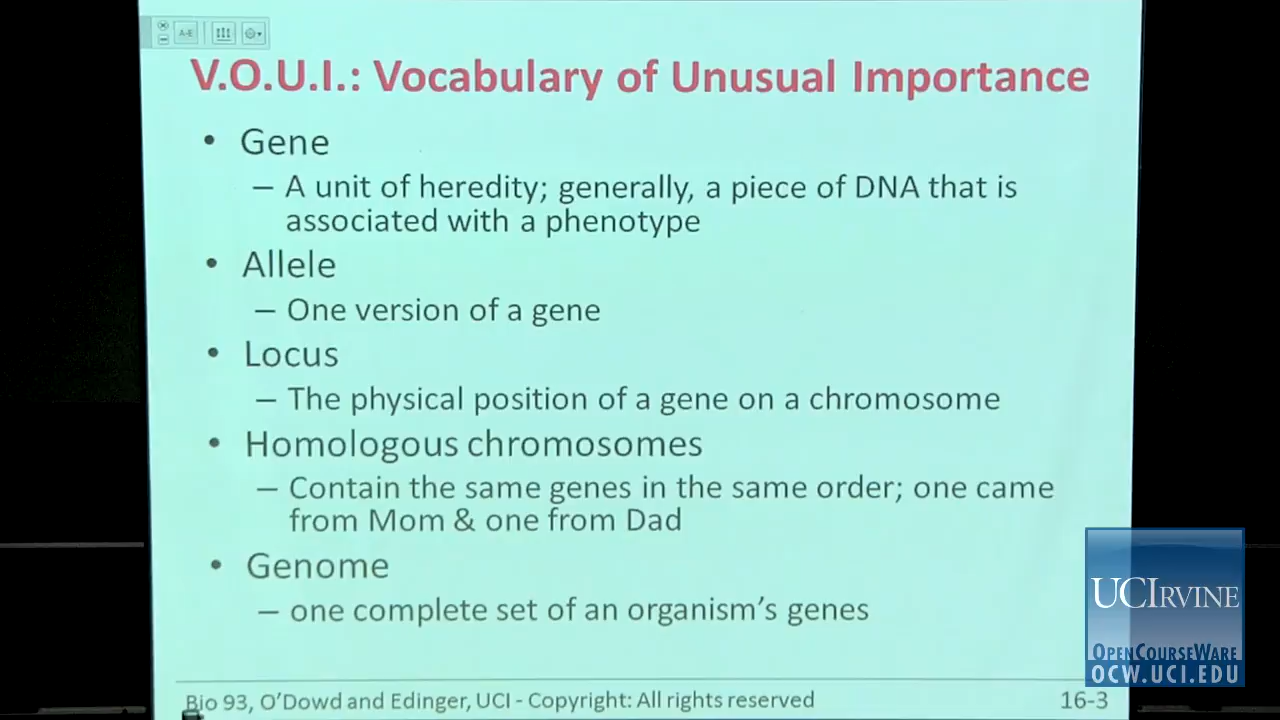 A-E
V.O.U.I.: Vocabulary of Unusual Importance
• Gene
– A unit of heredity; generally, a piece of DNA that is
associated with a phenotype
• Allele
– One version of a gene
• Locus
– The physical position of a gene on a chromosome
• Homologous chromosomes
– Contain the same genes in the same order; one came
from Mom & one from Dad
• Genome
– one complete set of an organism's genes
Bio 93, O'Dowd and Edinger, UCI - Copyright: All rights reserved
16-3
UCIRVINE
OPENCOURSEWARE
OCW.UCI.EDU